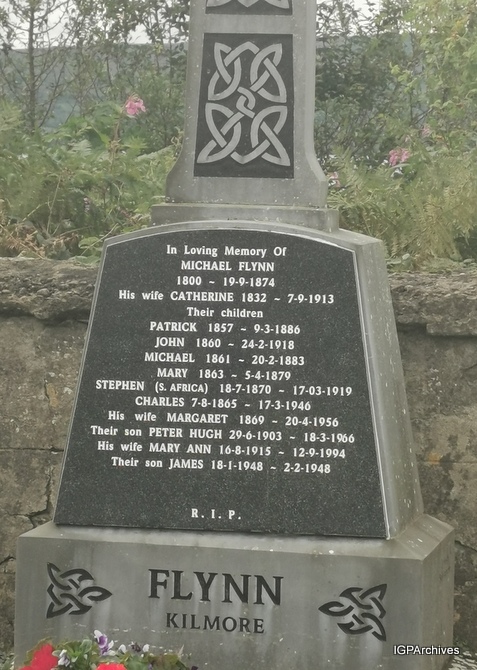 In Loving Memory Of
MICHAEL FLYNN
1800 ~ 19-9-1874
His wife CATHERINE 1832 ~ 7-9-1913
Their children
PATRICK 1857 ~ 9-3-1886
JOHN 1860 ~ 24-2-1918
MICHAEL 1861 ~ 20-2-1883
MARY 1863 ~ 5-4-1879
STEPHEN (S. AFRICA) 18-7-1870 ~ 17-03-1919
CHARLES 7-8-1865 ~ 17-3-1946
His wife MARGARET 1869 ~ 20-4-1956
Their son PETER HUGH 29-6-1903 ~ 18-3-1966
His wife MARY ANN 16-8-1915 ~ 12-9-1994
Their son JAMES 18-1-1948 ~ 2-2-1948
R. I. P.
FLYNN
KILMORE
IGPArchives